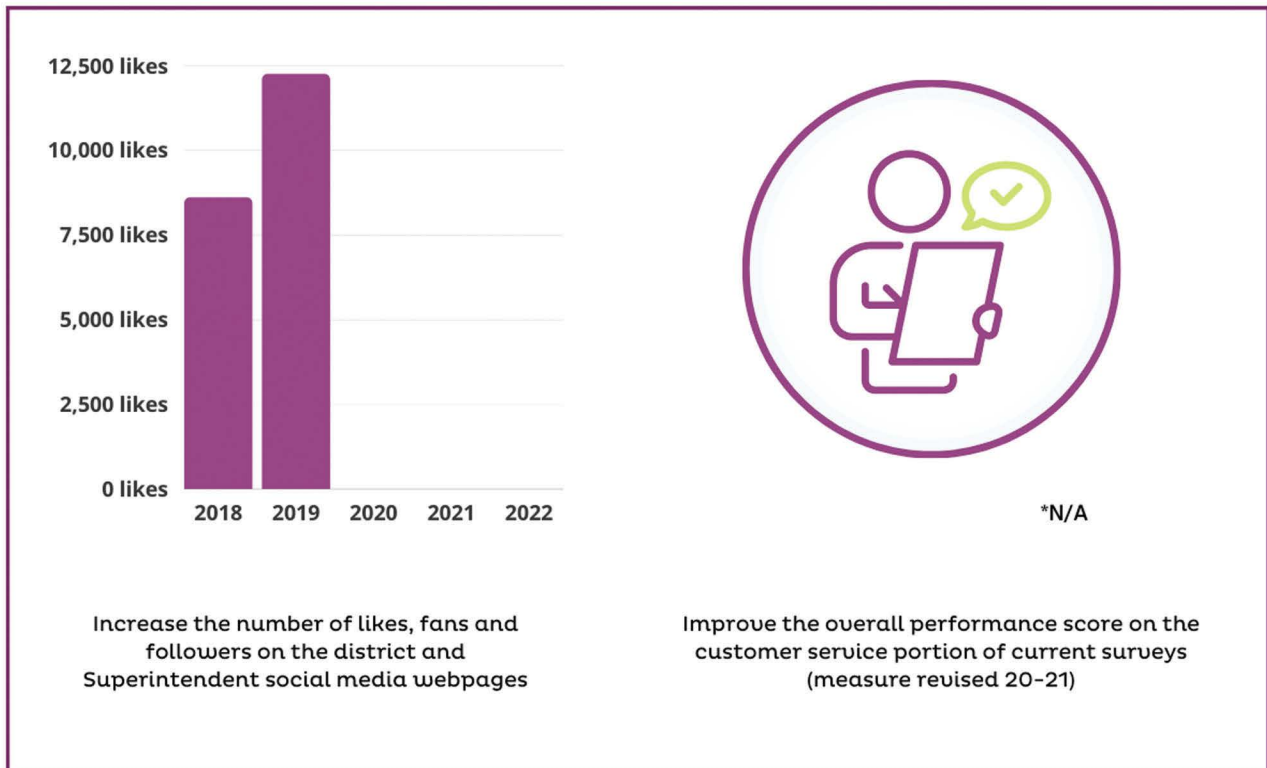 12,500 likes
10,000 likes
7,500 likes
5,000 likes
2,500 likes
0 likes
2018 2019 2020 2021 2022
Increase the number of likes, fans and
followers on the district and
Superintendent social media webpages
*N/A
Improve the overall performance score on the
customer service portion of current surveys
(measure revised 20-21)